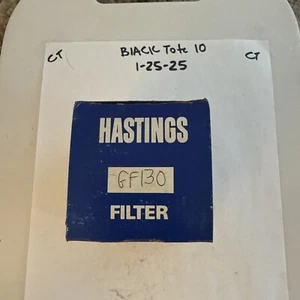 CT BlACK Tote 10 CT
1-25-25
HASTINGS
GF130
FILTER